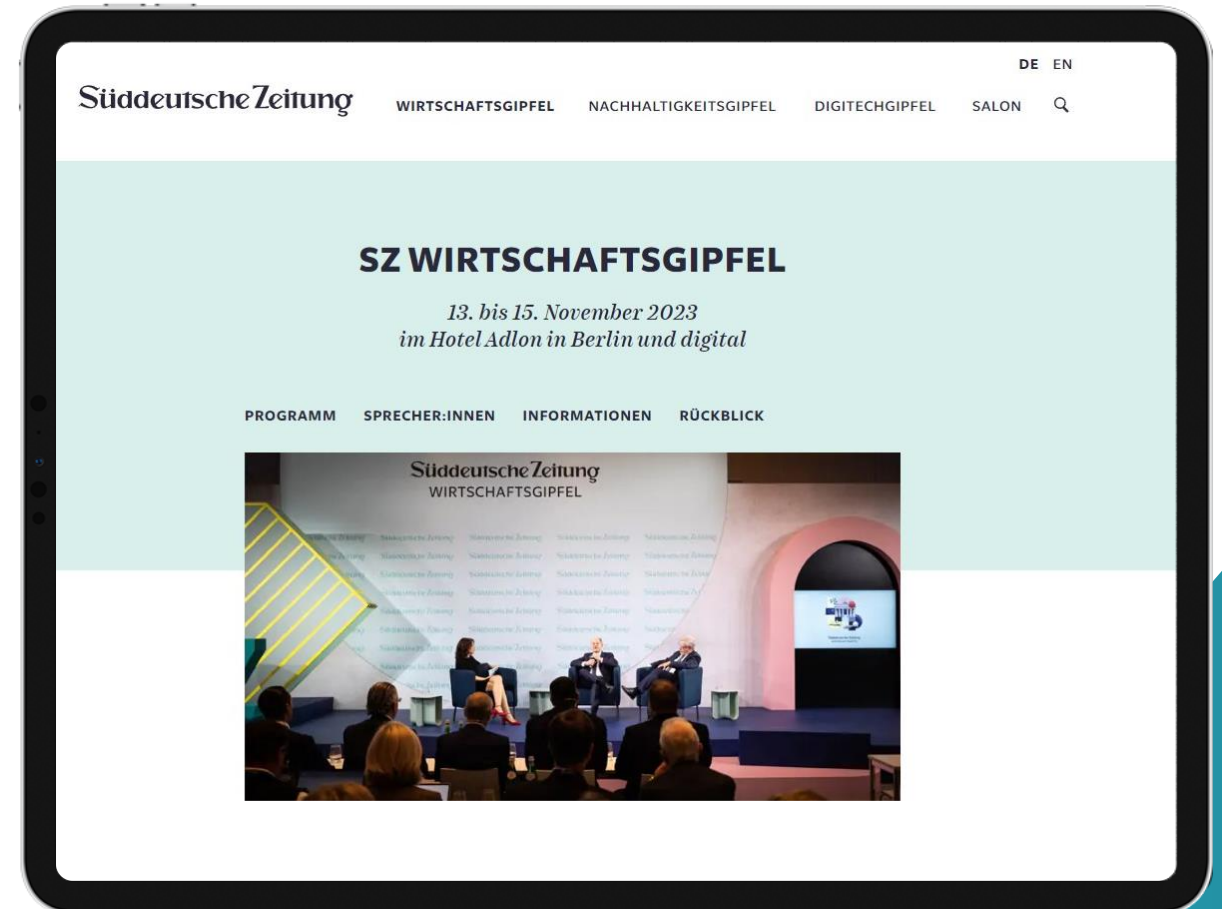 DE EN
Süddeutsche Zeitung WIRTSCHAFTSGIPFEL NACHHALTIGKEITSGIPFEL DIGITECHGIPFEL SALON
SZ WIRTSCHAFTSGIPFEL
13. bis 15. November 2023
im Hotel Adlon in Berlin und digital
PROGRAMM SPRECHER:INNEN INFORMATIONEN RÜCKBLICK
Süddeutsche Zeitung
WIRTSCHAFTSGIPFEL